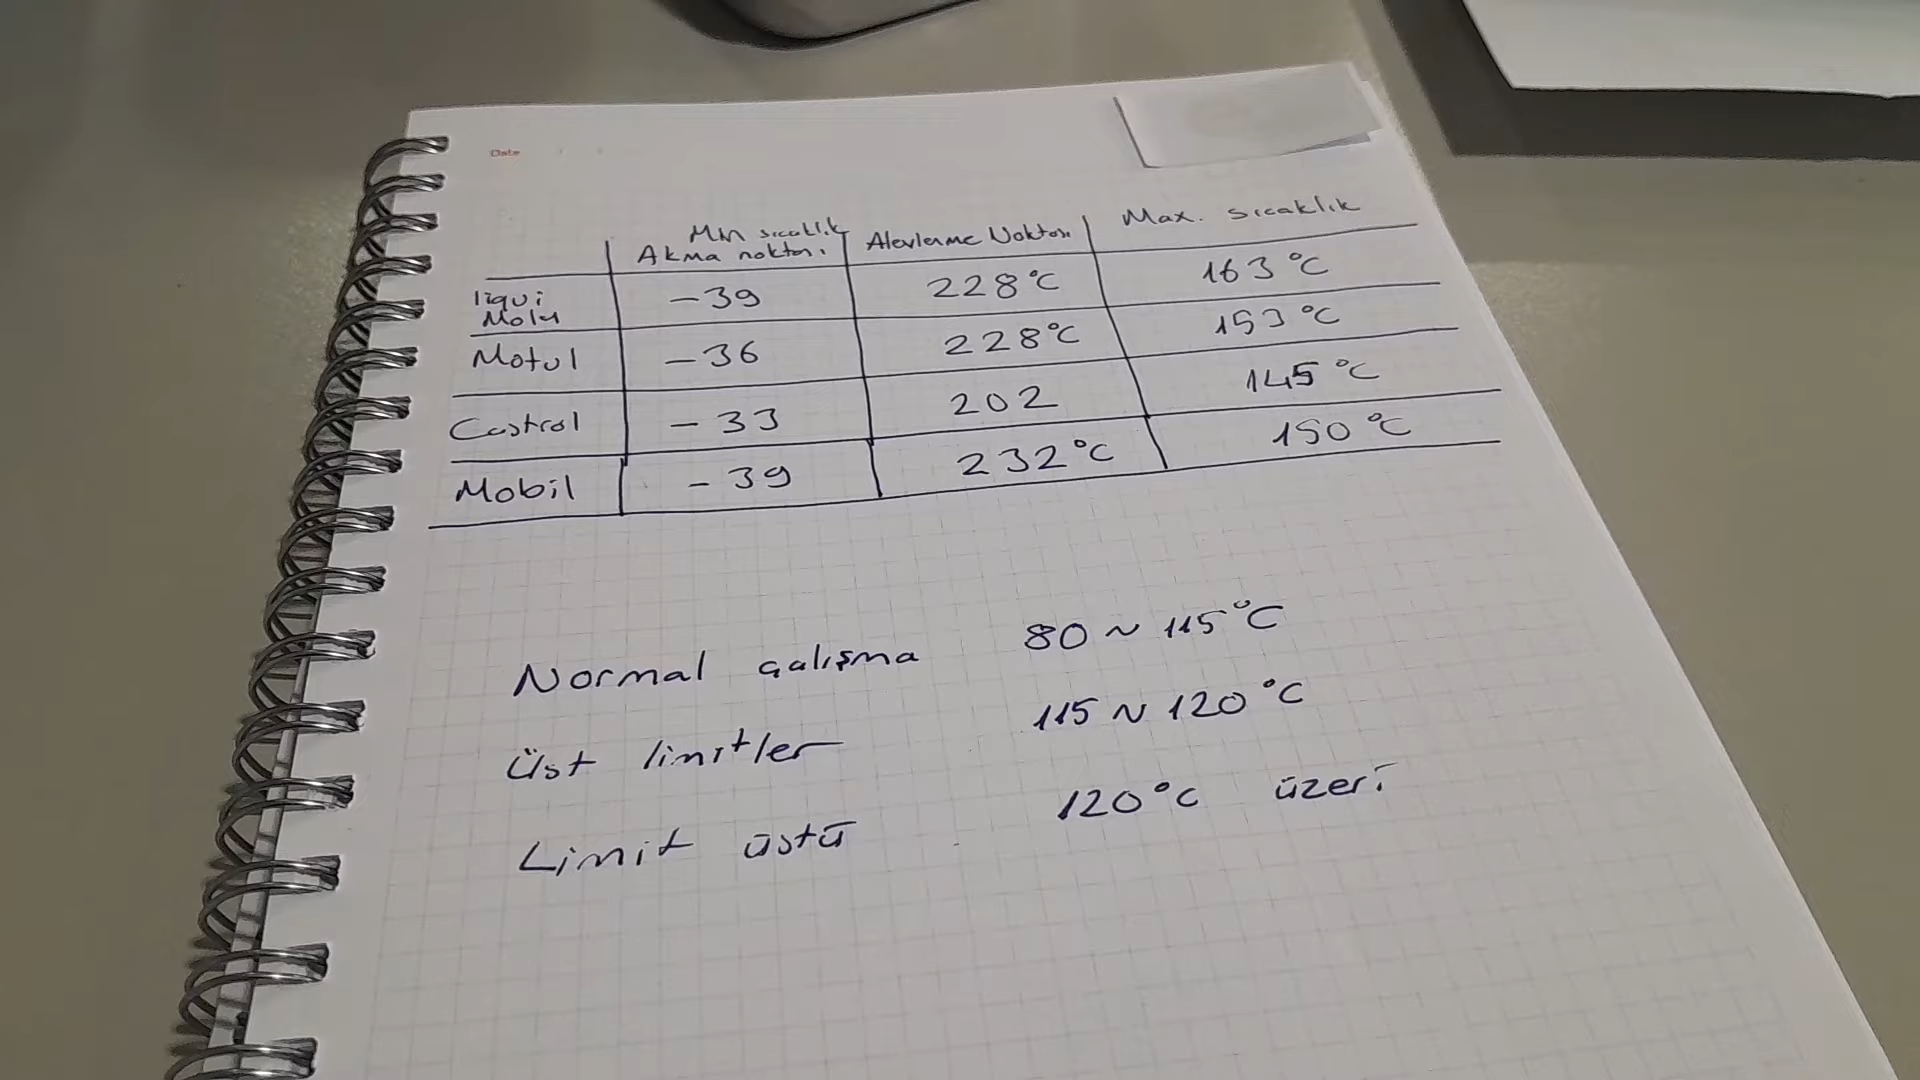 Date
Min sıcaklık
Akma noktası Alevlenme Noktası Max. sıcaklık
liqui
Moly -39 228°C 163°C
Motul -36 228°C 153°C
Castrol -33 202 145°C
Mobil -39 232°C 150°C
Normal çalışma 80 ~ 115°C
Üst limitler 115 ~ 120°C
Limit üstü 120°C üzeri